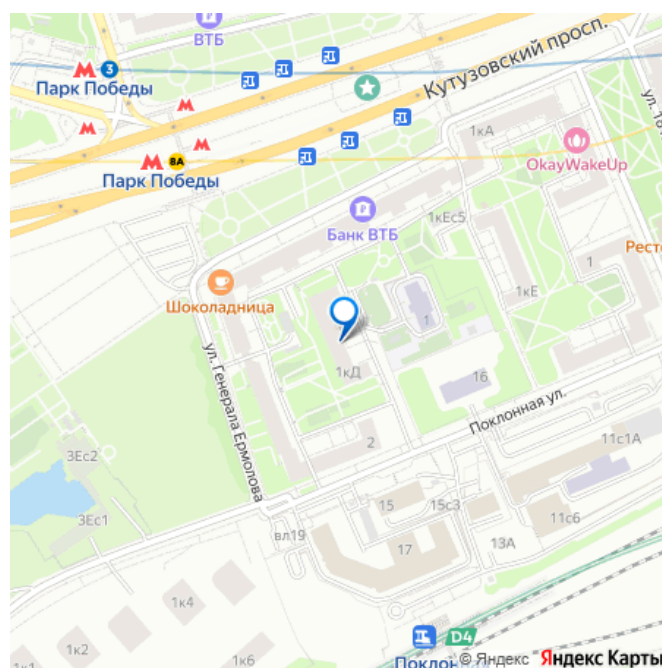 ВТБ
М 3
Парк Победы
М
М
М
М 8А
Парк Победы
Кутузовский просп.
1кА
OkayWakeUp
Банк ВТБ
1кЕс5
Шоколадница
1
1кЕ
1
1кД
16
ул. Генерала Ермолова
Поклонная ул.
2
11с1А
3Ес2
3Ес1
15
15с3
11с6
вл19
17
13А
1к4
1к2
1к1
1к6
D4
© Яндекс Яндекс Карты